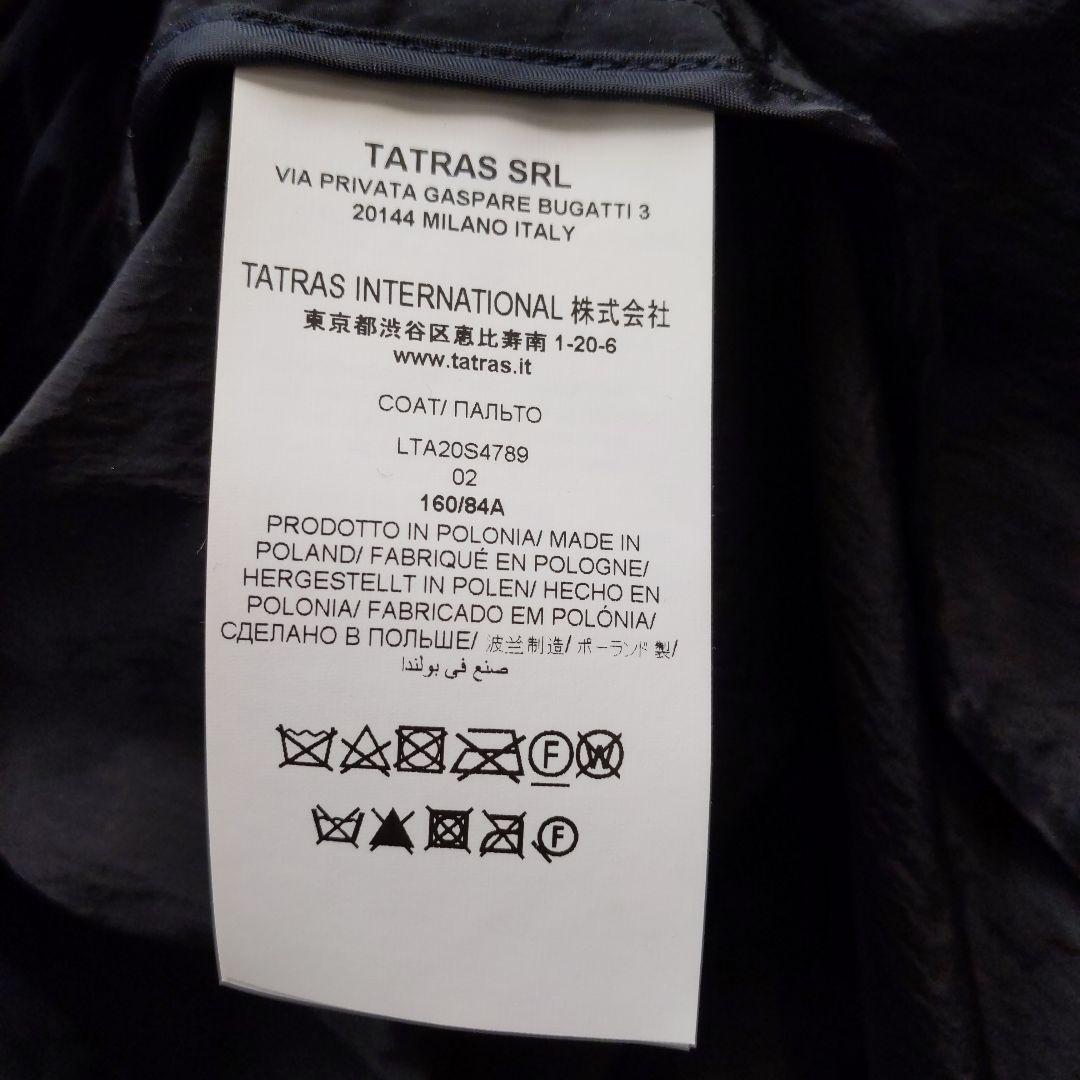 TATRAS SRL
VIA PRIVATA GASPARE BUGATTI 3
20144 MILANO ITALY
TATRAS INTERNATIONAL 株式会社
東京都渋谷区恵比寿南 1-20-6
www.tatras.it
COAT/ ПАЛЬТО
LTA20S4789
02
160/84A
PRODOTTO IN POLONIA/ MADE IN
POLAND/ FABRIQUÉ EN POLOGNE/
HERGESTELLT IN POLEN/ HECHO EN
POLONIA/ FABRICADO EM POLÓNIA/
СДЕЛАНО В ПОЛЬШЕ/ 波兰制造/ ポーランド製/
صنع في بولندا
F W
F